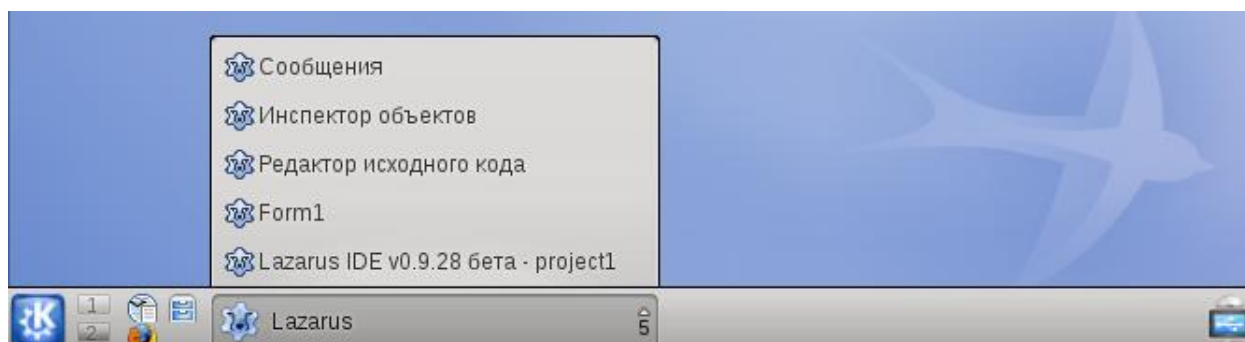 Сообщения
Инспектор объектов
Редактор исходного кода
Form1
Lazarus IDE v0.9.28 бета - project1
1
2
Lazarus
5